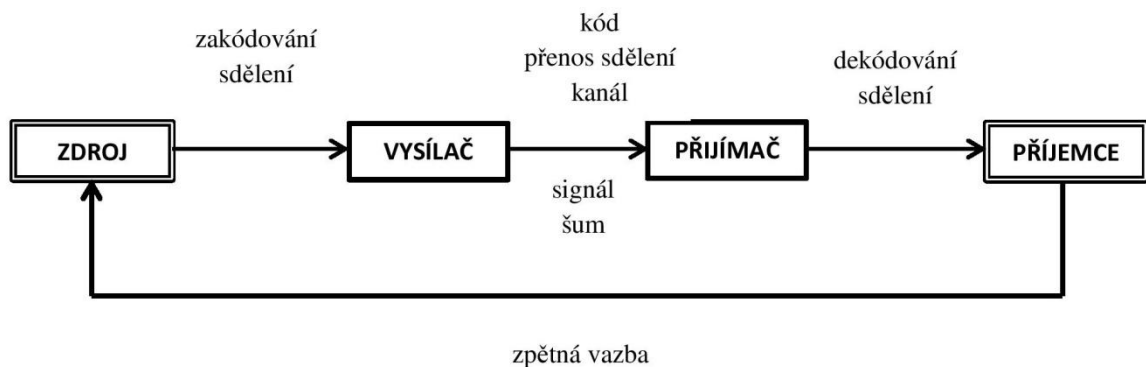 zakódování
sdělení
kód
přenos sdělení
kanál
dekódování
sdělení
ZDROJ
VYSÍLAČ
PŘIJÍMAČ
PŘÍJEMCE
signál
šum
zpětná vazba